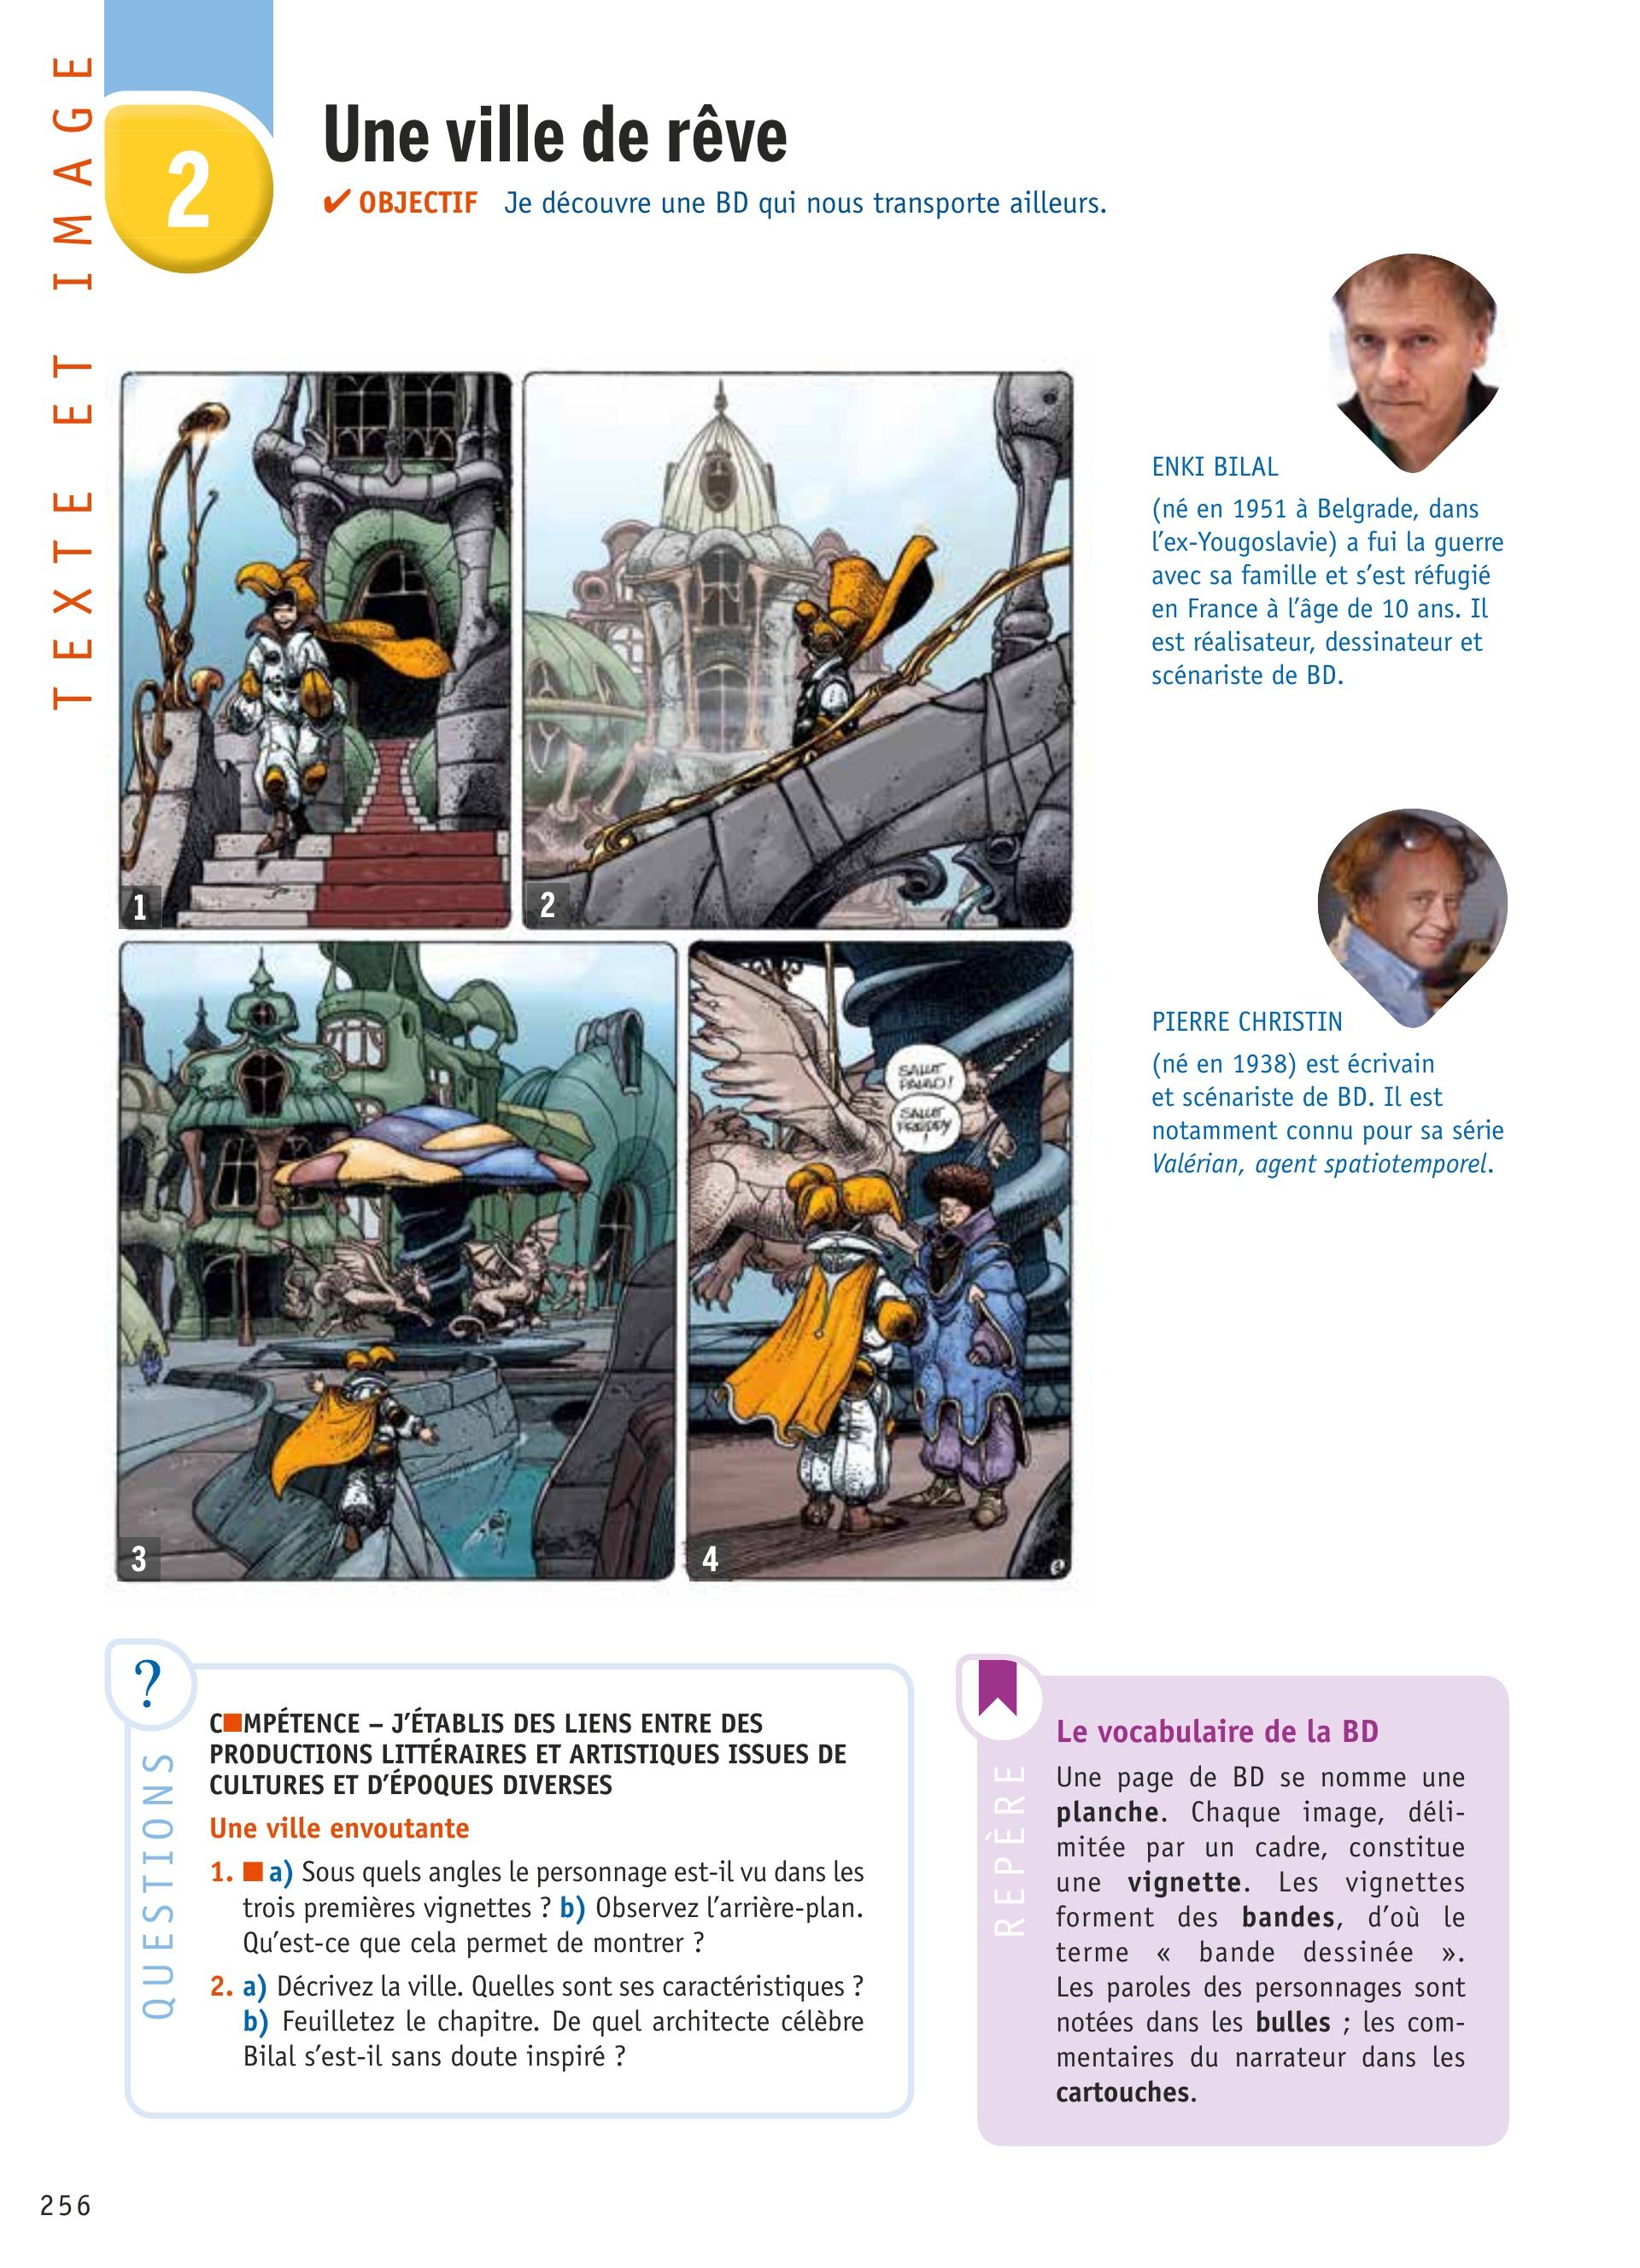 TEXTE ET IMAGE
2
Une ville de rêve
✔ OBJECTIF Je découvre une BD qui nous transporte ailleurs.
ENKI BILAL
(né en 1951 à Belgrade, dans
l’ex-Yougoslavie) a fui la guerre
avec sa famille et s’est réfugié
en France à l’âge de 10 ans. Il
est réalisateur, dessinateur et
scénariste de BD.
1
2
PIERRE CHRISTIN
(né en 1938) est écrivain
et scénariste de BD. Il est
notamment connu pour sa série
Valérian, agent spatiotemporel.
SALUT
PAULO !
SALUT
FREDDY
!
3
4
?
QUESTIONS
C■MPÉTENCE – J’ÉTABLIS DES LIENS ENTRE DES
PRODUCTIONS LITTÉRAIRES ET ARTISTIQUES ISSUES DE
CULTURES ET D’ÉPOQUES DIVERSES
Une ville envoutante
1. ■ a) Sous quels angles le personnage est-il vu dans les
trois premières vignettes ? b) Observez l’arrière-plan.
Qu’est-ce que cela permet de montrer ?
2. a) Décrivez la ville. Quelles sont ses caractéristiques ?
b) Feuilletez le chapitre. De quel architecte célèbre
Bilal s’est-il sans doute inspiré ?
REPÈRE
Le vocabulaire de la BD
Une page de BD se nomme une
planche. Chaque image, déli-
mitée par un cadre, constitue
une vignette. Les vignettes
forment des bandes, d’où le
terme « bande dessinée ».
Les paroles des personnages sont
notées dans les bulles ; les com-
mentaires du narrateur dans les
cartouches.
256